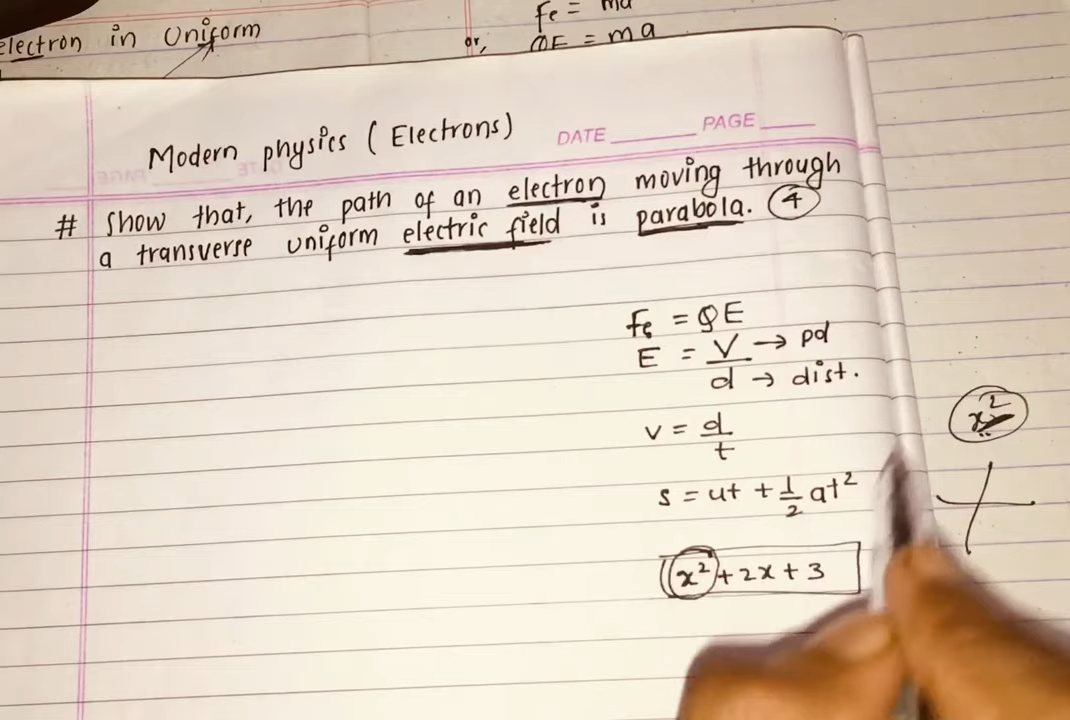 electron in Uniform
Fe = ma
or, QE = ma
Modern physics ( Electrons)
DATE PAGE
# Show that, the path of an electron moving through
a transverse uniform electric field is parabola. 4
Fe = QE
E = V/d → pd
→ dist.
v = d/t
s = ut + 1/2 at²
x² + 2x + 3
x²